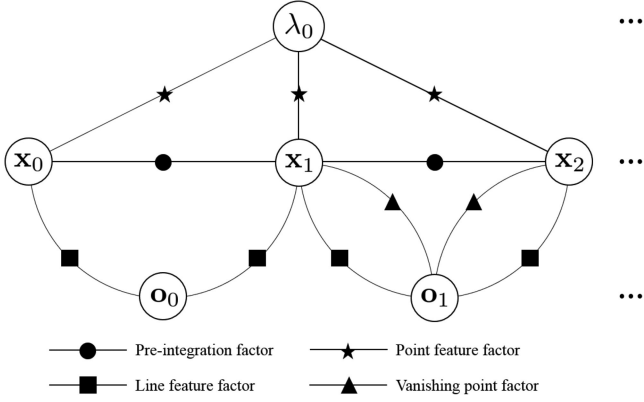 λ₀
...
x₀ x₁ x₂ ...
o₀ o₁ ...
Pre-integration factor Point feature factor
Line feature factor Vanishing point factor